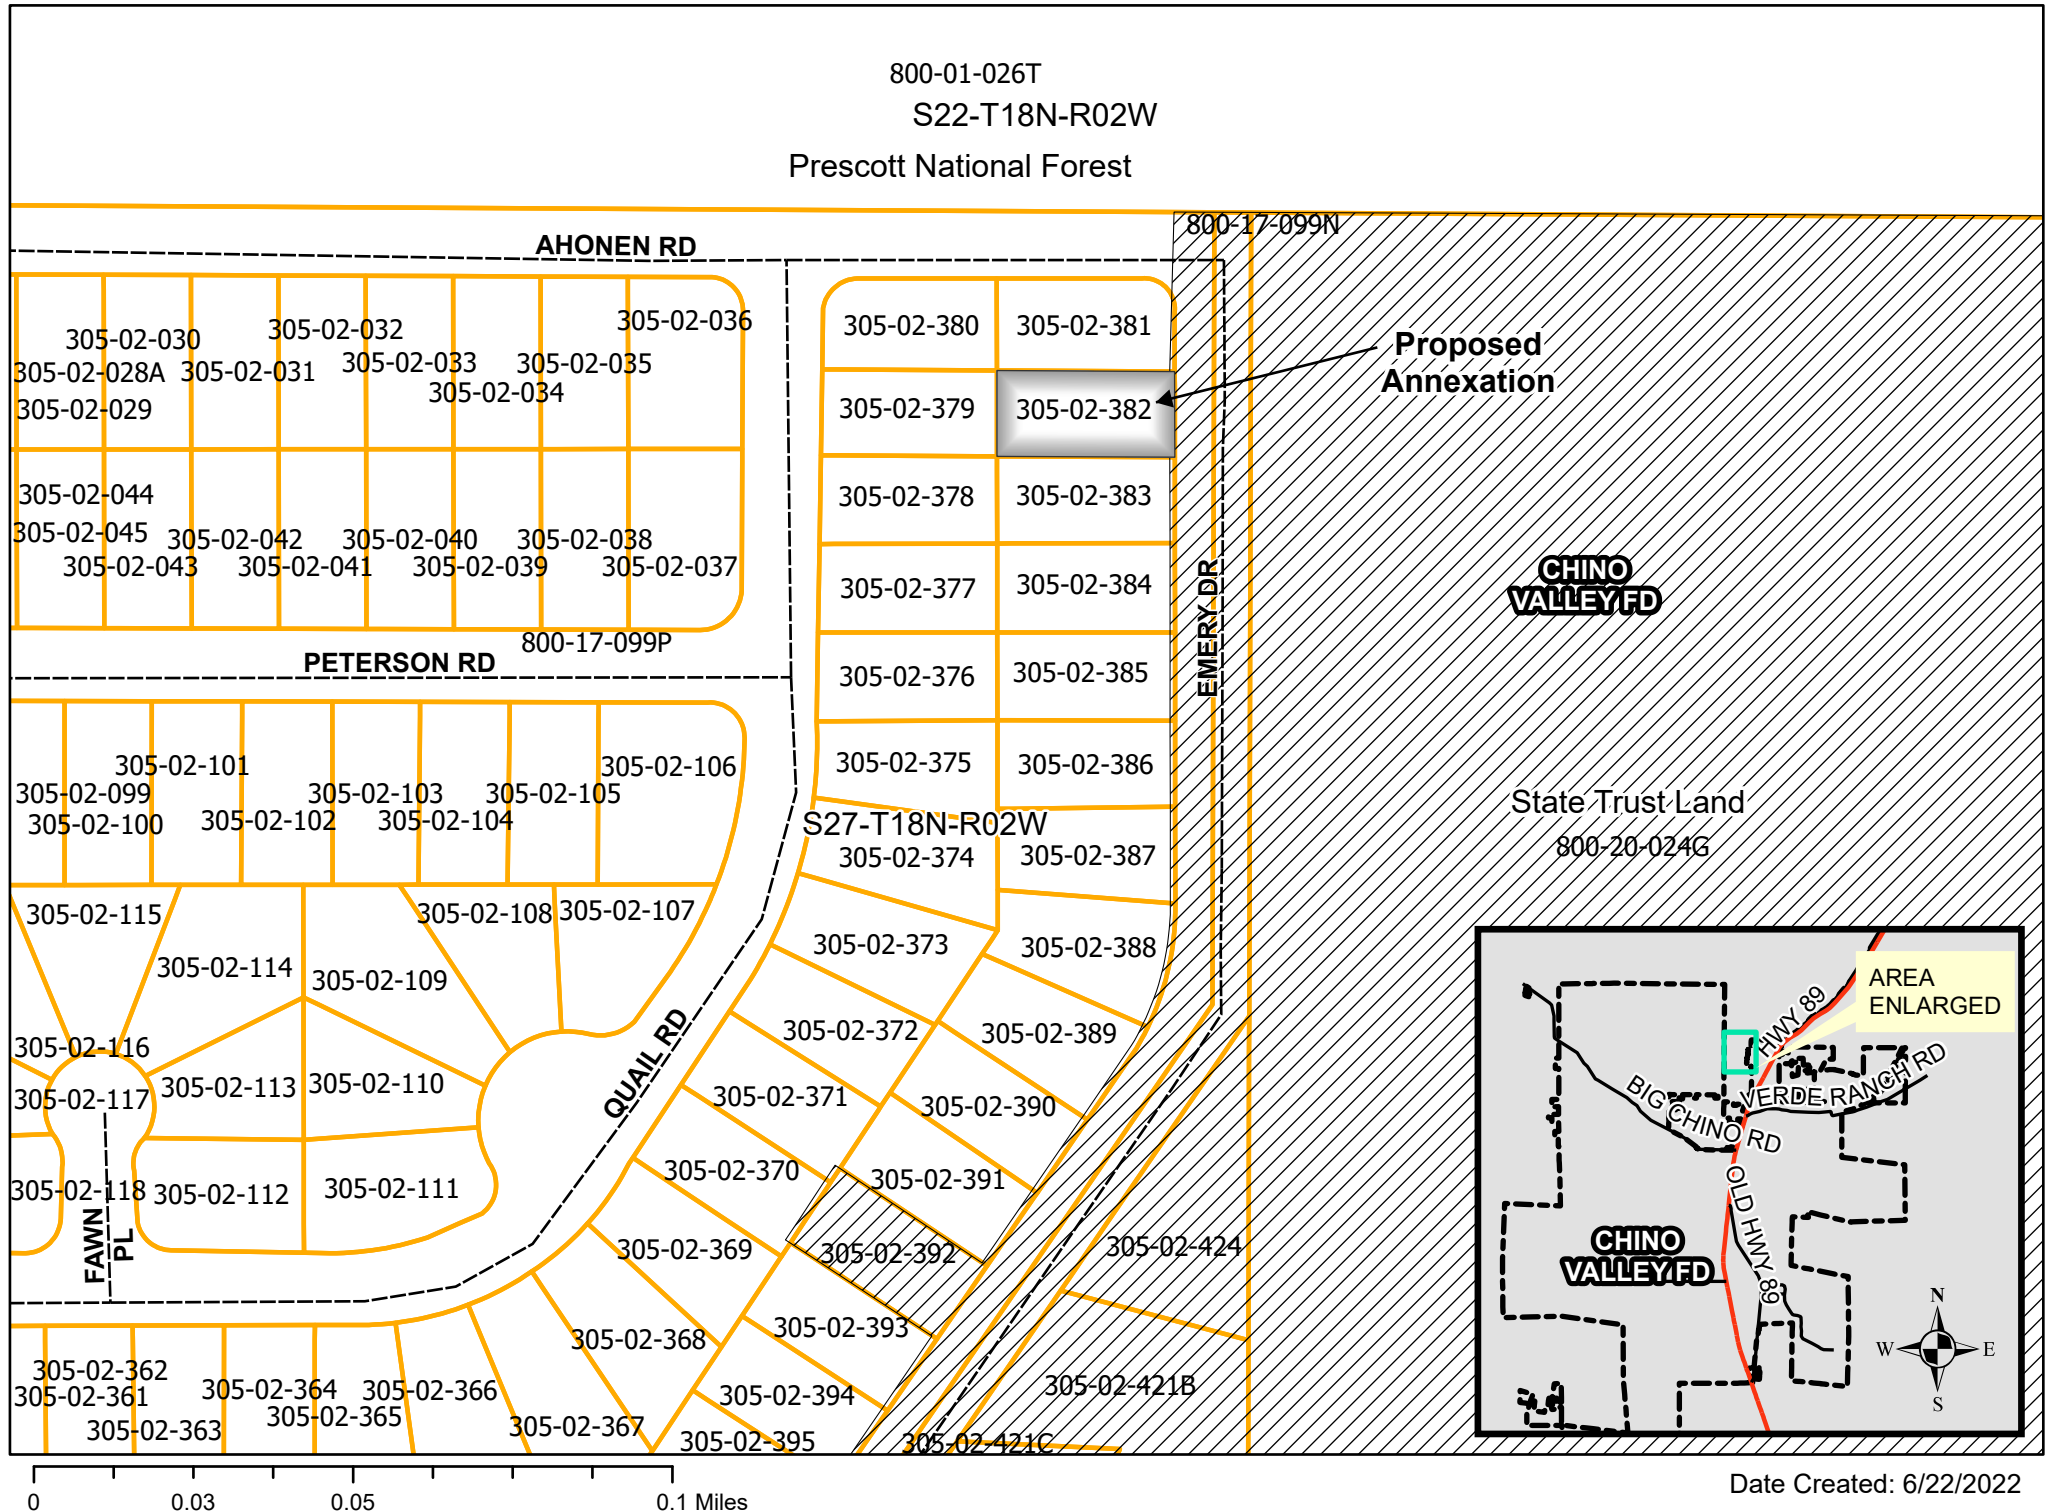 800-01-026T
S22-T18N-R02W
Prescott National Forest
800-17-099N
AHONEN RD
305-02-030
305-02-032
305-02-036
305-02-028A
305-02-031
305-02-033
305-02-035
305-02-029
305-02-034
305-02-380
305-02-381
Proposed
Annexation
305-02-379
305-02-382
305-02-044
305-02-378
305-02-383
305-02-045
305-02-042
305-02-040
305-02-038
305-02-043
305-02-041
305-02-039
305-02-037
305-02-377
305-02-384
EMERY DR
CHINO
VALLEY FD
800-17-099P
PETERSON RD
305-02-376
305-02-385
305-02-101
305-02-106
305-02-375
305-02-386
305-02-099
305-02-103
305-02-105
305-02-100
305-02-102
305-02-104
S27-T18N-R02W
State Trust Land
800-20-024G
305-02-374
305-02-387
305-02-115
305-02-108
305-02-107
305-02-373
305-02-388
305-02-114
305-02-109
305-02-372
305-02-389
305-02-116
305-02-117
305-02-113
305-02-110
QUAIL RD
305-02-371
305-02-390
305-02-118
305-02-112
305-02-111
305-02-370
305-02-391
FAWN
PL
305-02-369
305-02-392
305-02-424
305-02-368
305-02-393
305-02-362
305-02-361
305-02-364
305-02-366
305-02-363
305-02-365
305-02-367
305-02-394
305-02-395
305-02-421B
305-02-421C
AREA
ENLARGED
HWY 89
VERDE RANCH RD
BIG CHINO RD
OLD HWY 89
CHINO
VALLEY FD
N
W
E
S
0
0.03
0.05
0.1 Miles
Date Created: 6/22/2022